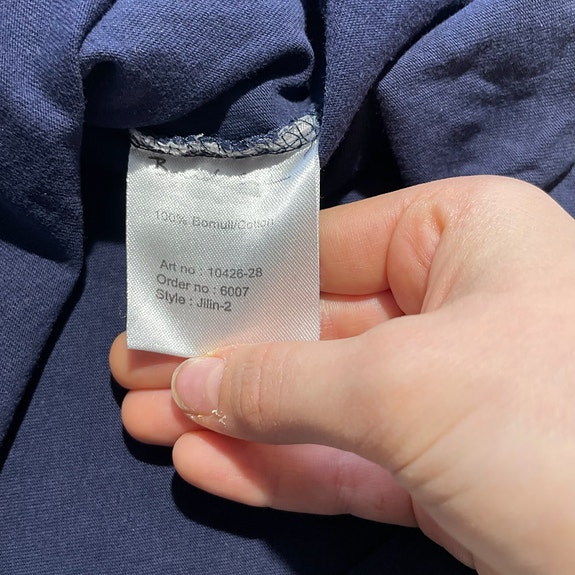 100% Bomull/Cotton
Art no : 10426-28
Order no : 6007
Style : Jilin-2